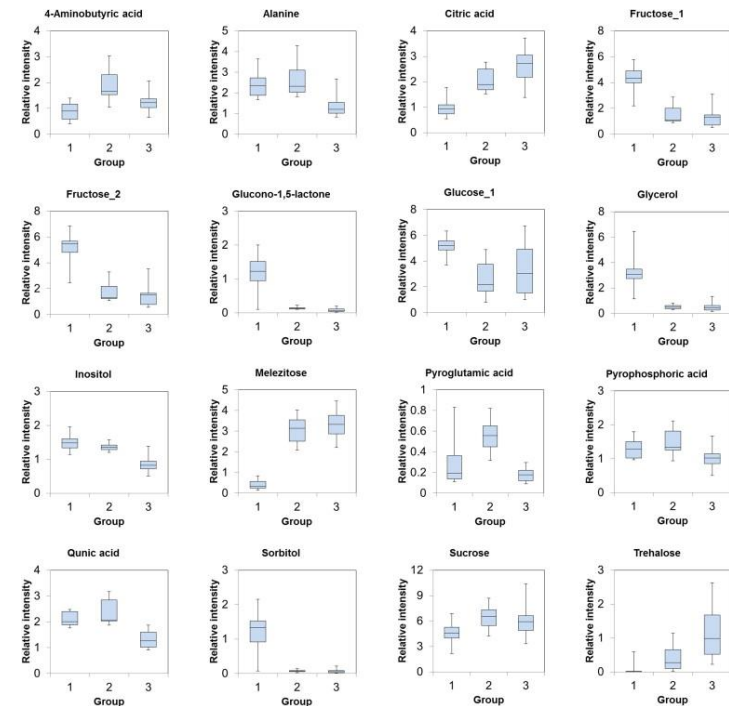 4-Aminobutyric acid
Alanine
Citric acid
Fructose_1
Relative intensity
4
3
2
1
0
1 2 3
Group
Relative intensity
5
4
3
2
1
0
1 2 3
Group
Relative intensity
4
3
2
1
0
1 2 3
Group
Relative intensity
8
6
4
2
0
1 2 3
Group
Fructose_2
Glucono-1,5-lactone
Glucose_1
Glycerol
Relative intensity
8
6
4
2
0
1 2 3
Group
Relative intensity
3
2
1
0
1 2 3
Group
Relative intensity
8
6
4
2
0
1 2 3
Group
Relative intensity
8
6
4
2
0
1 2 3
Group
Inositol
Melezitose
Pyroglutamic acid
Pyrophosphoric acid
Relative intensity
3
2
1
0
1 2 3
Group
Relative intensity
5
4
3
2
1
0
1 2 3
Group
Relative intensity
1
0.8
0.6
0.4
0.2
0
1 2 3
Group
Relative intensity
3
2
1
0
1 2 3
Group
Qunic acid
Sorbitol
Sucrose
Trehalose
Relative intensity
4
3
2
1
0
1 2 3
Group
Relative intensity
3
2
1
0
1 2 3
Group
Relative intensity
12
9
6
3
0
1 2 3
Group
Relative intensity
3
2
1
0
1 2 3
Group